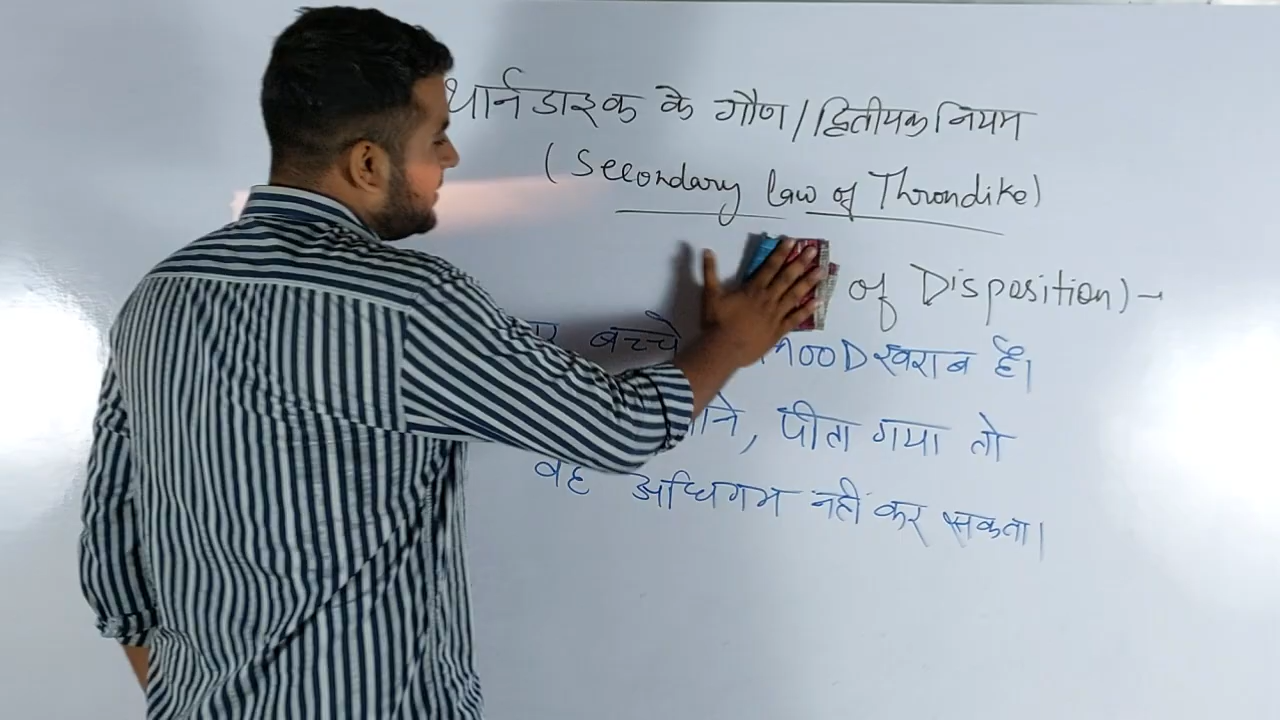 थार्नडाइक के गौण/द्वितीयक नियम
(Secondary law of Throndike)
of Disposition)-
बच्चे MOOD खराब है।
पीता गया तो
वह अधिगम नहीं कर सकता।